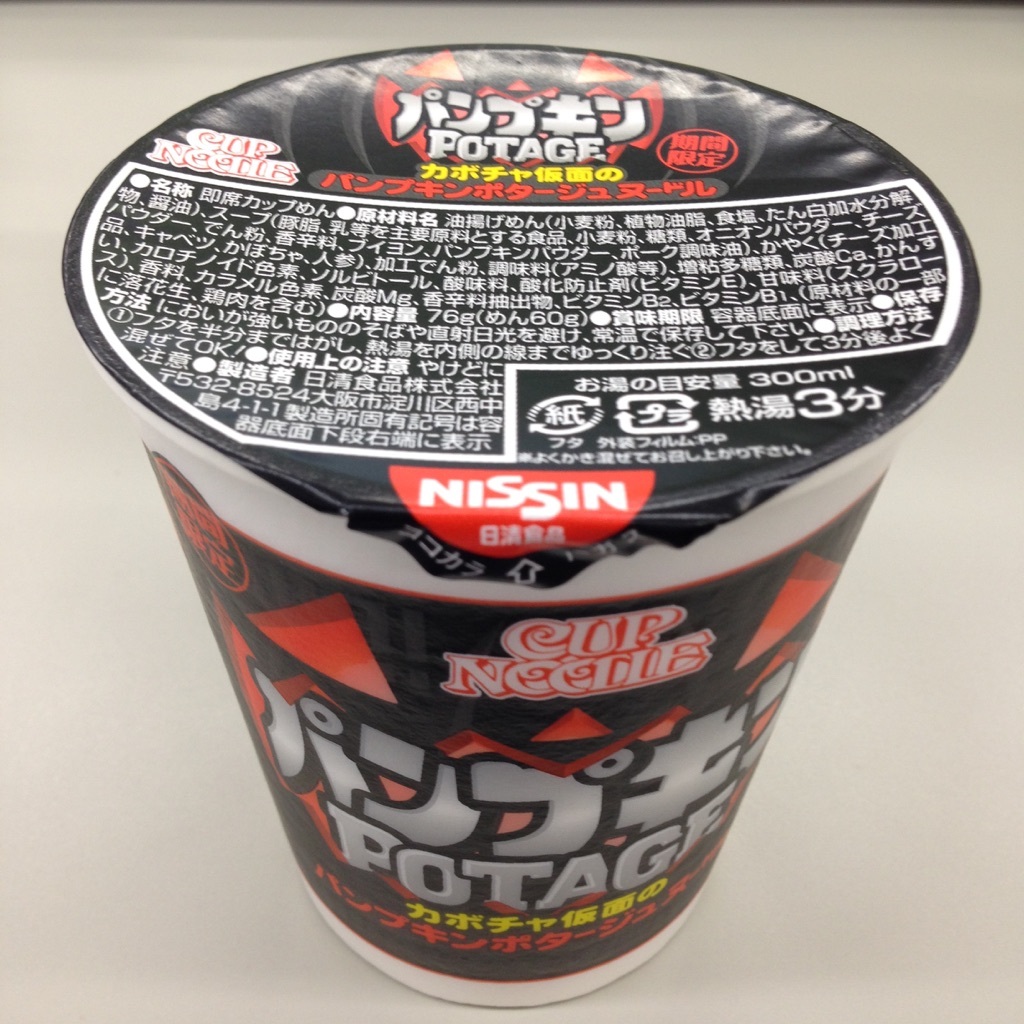 パンプキン
POTAGE
期間
限定
CUP
NOODLE
カボチャ仮面の
パンプキンポタージュヌードル
●名称 即席カップめん●原材料名 油揚げめん(小麦粉、植物油脂、食塩、たん白加水分解
物、醤油)、スープ(豚脂、乳等を主要原料とする食品、小麦粉、糖類、オニオンパウダー、チーズ
パウダー、でん粉、香辛料、ブイヨン、パンプキンパウダー、ポーク調味油)、かやく(チーズ加工
品、キャベツ、かぼちゃ、人参)、加工でん粉、調味料(アミノ酸等)、増粘多糖類、炭酸Ca、かんす
い、カロチノイド色素、ソルビトール、酸味料、酸化防止剤(ビタミンE)、甘味料(スクラロー
ス)、香料、カラメル色素、炭酸Mg、香辛料抽出物、ビタミンB2、ビタミンB1、(原材料の一部
に落花生、鶏肉を含む)●内容量 76g(めん60g)●賞味期限 容器底面に表示●保存
方法 においが強いもののそばや直射日光を避け、常温で保存して下さい●調理方法
①フタを半分まではがし、熱湯を内側の線までゆっくり注ぐ②フタをして3分後よく
混ぜてOK!●使用上の注意 やけどに
注意●製造者 日清食品株式会社
〒532-8524大阪市淀川区西中
島4-1-1製造所固有記号は容
器底面下段右端に表示
お湯の目安量 300ml
紙 プラ 熱湯3分
フタ 外装フィルム:PP
※よくかき混ぜてお召し上がり下さい。
NISSIN
日清食品
ココカラ
期間
限定
CUP
NOODLE
パンプキン
POTAGE
カボチャ仮面の
パンプキンポタージュヌー